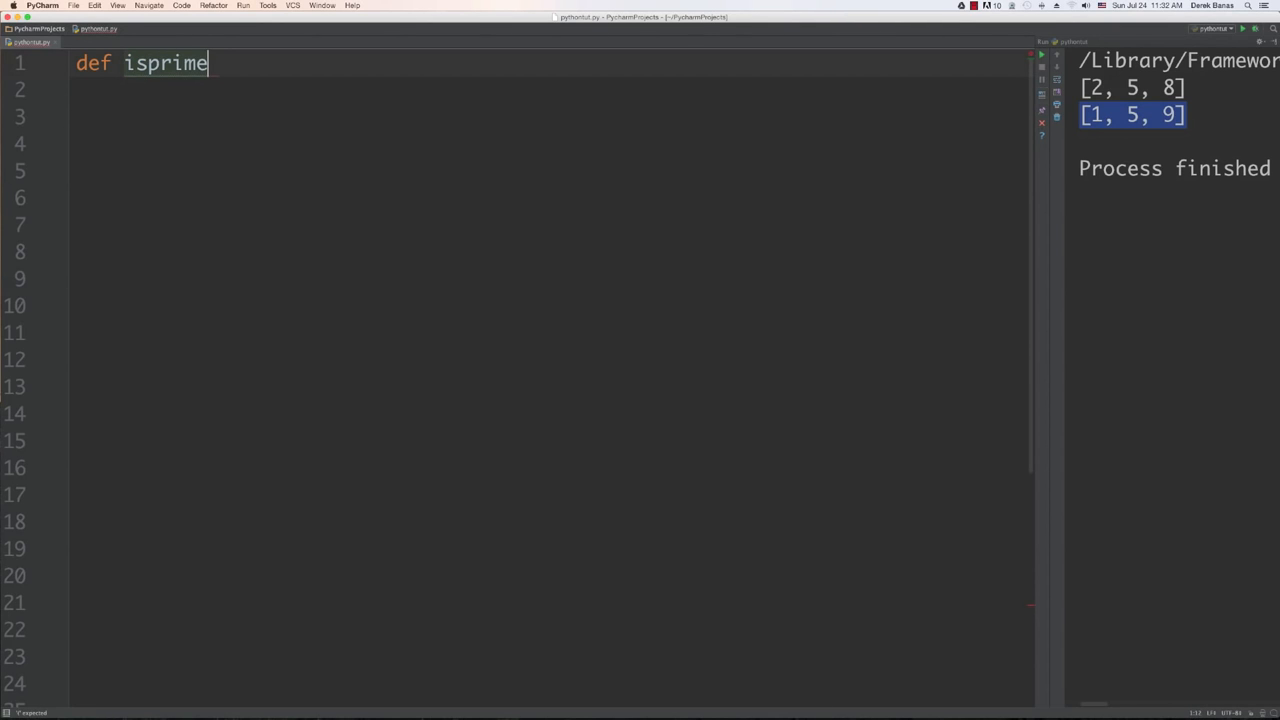 PyCharm File Edit View Navigate Code Refactor Run Tools VCS Window Help 10 Sun Jul 24 11:32 AM Derek Banas
pythontut.py - PycharmProjects - [~/PycharmProjects]
PycharmProjects pythontut.py pythontut
pythontut.py Run pythontut
1 def isprime
2
3
4
5
6
7
8
9
10
11
12
13
14
15
16
17
18
19
20
21
22
23
24
/Library/Framewor
[2, 5, 8]
[1, 5, 9]
Process finished
'(' expected 1:12 LF÷ UTF-8÷